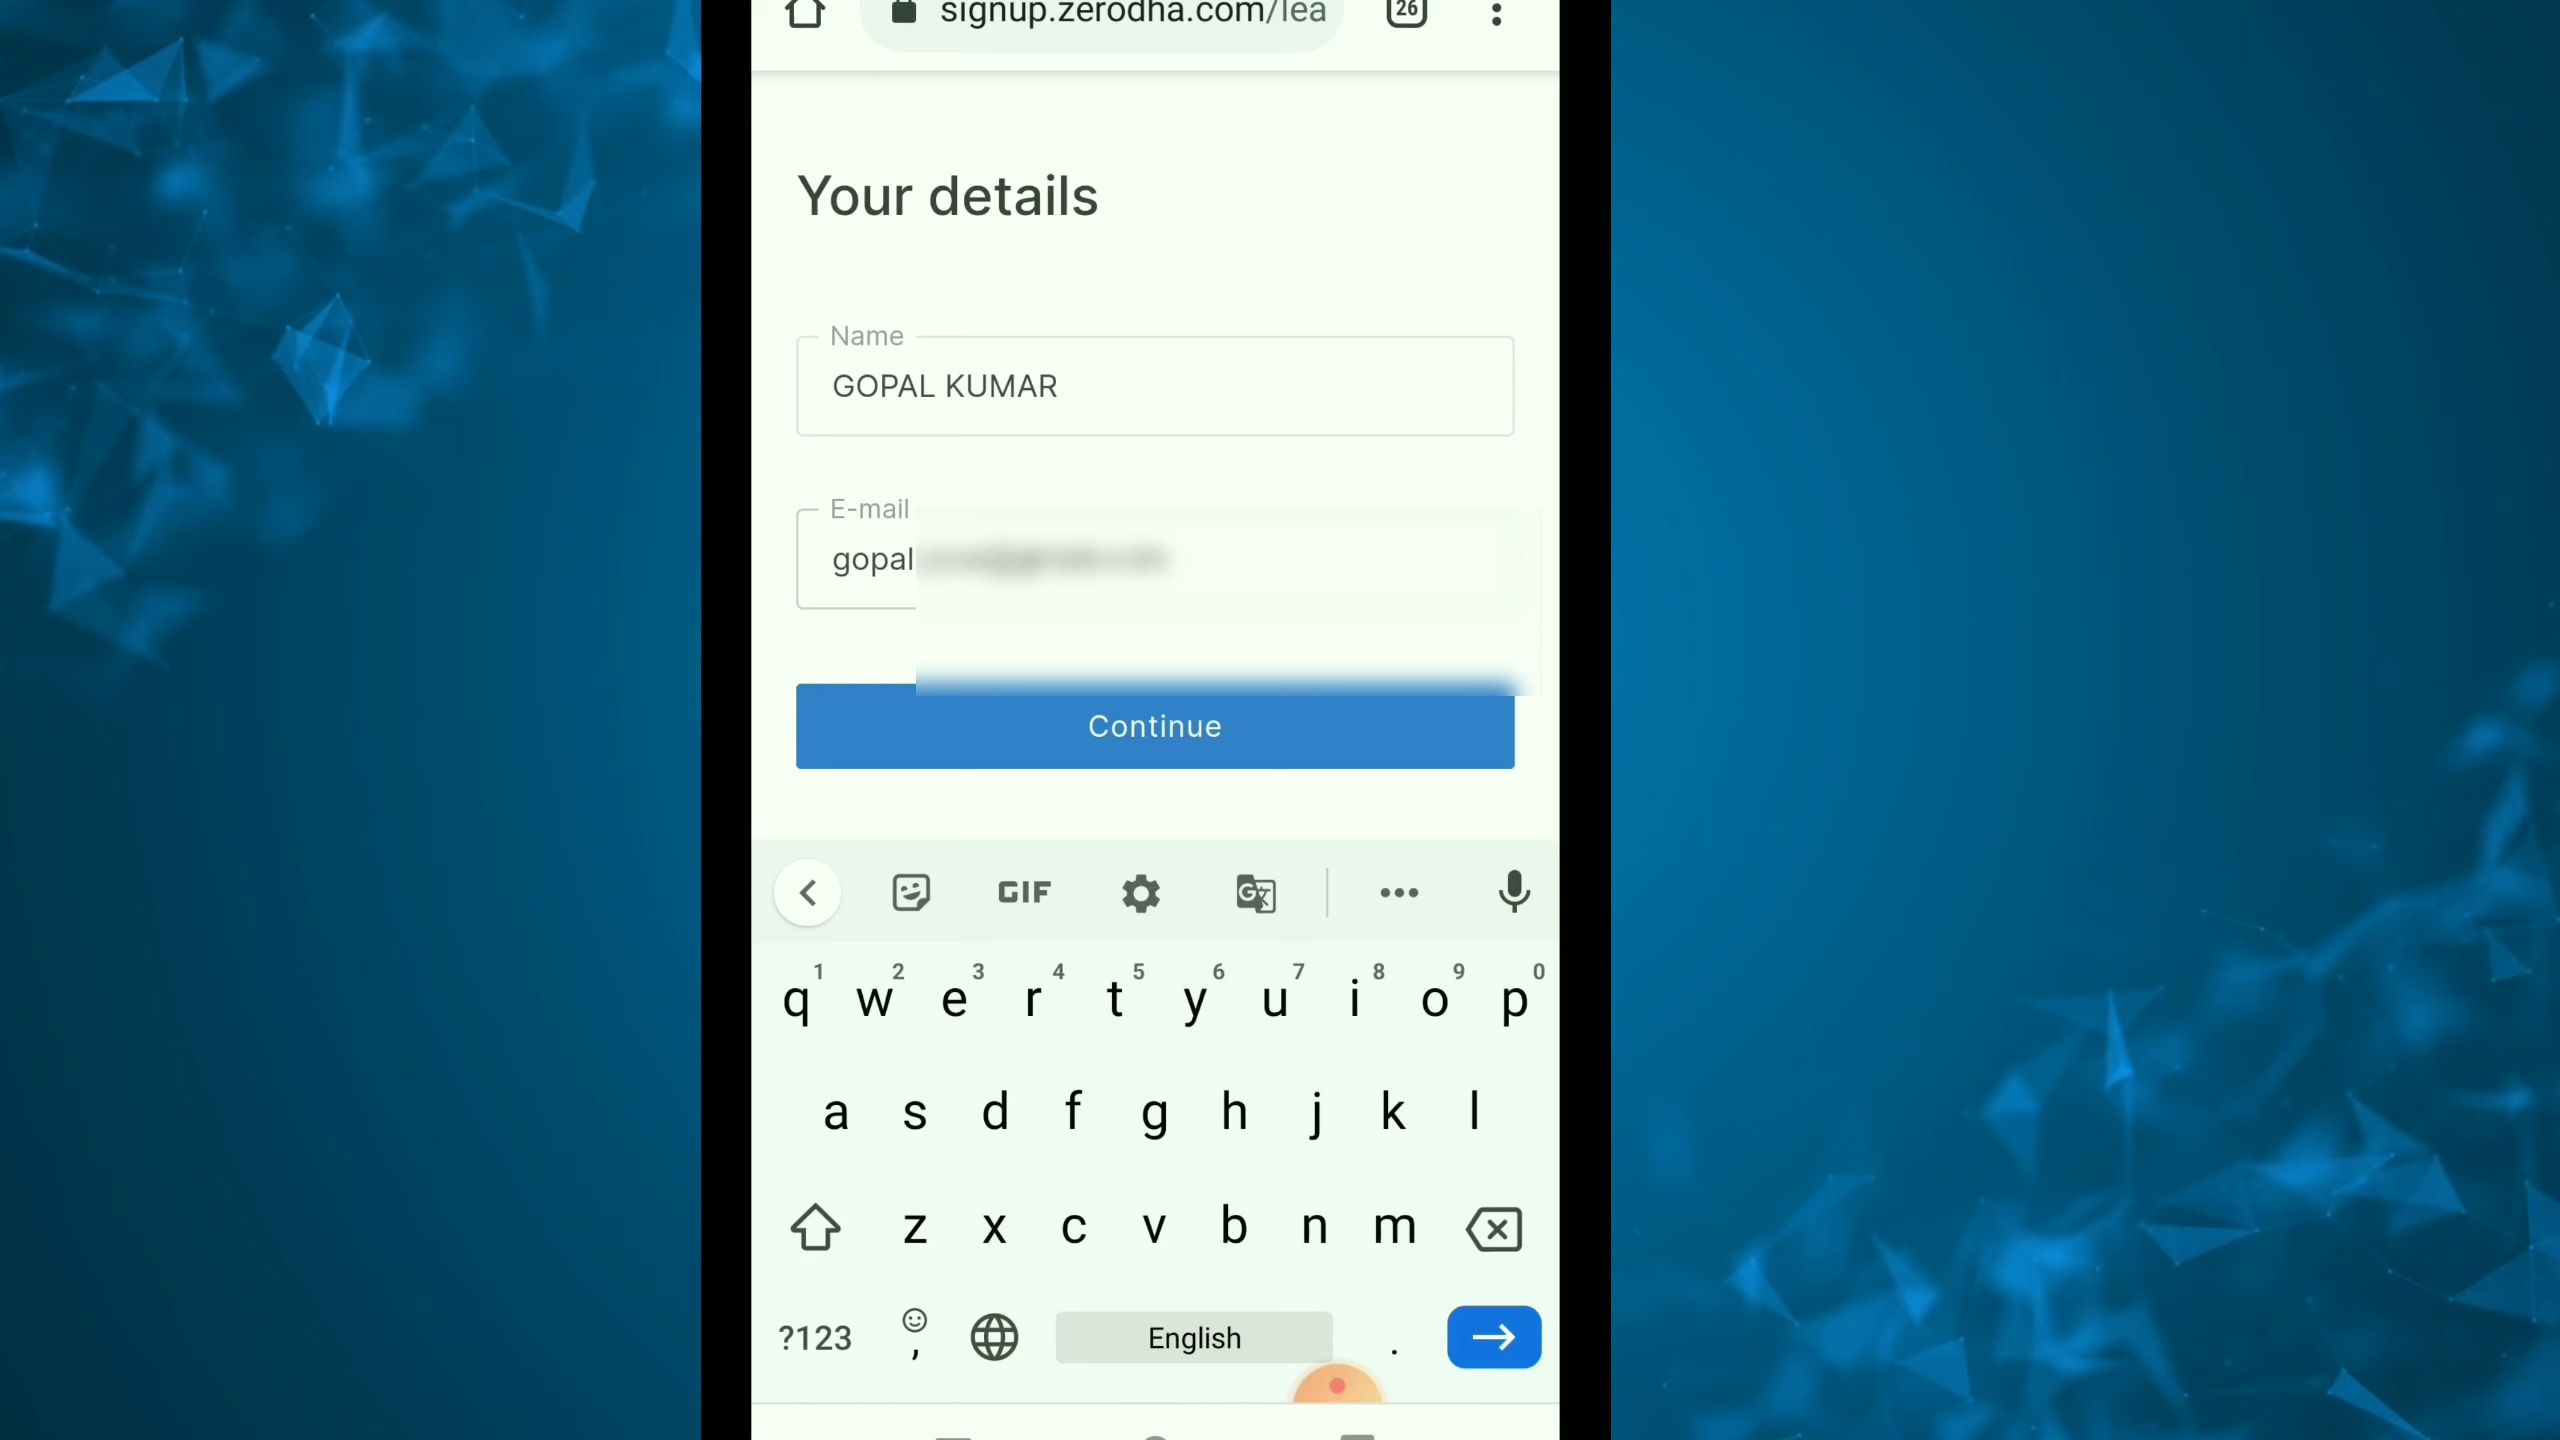 signup.zerodha.com/lea
26
Your details
Name
GOPAL KUMAR
E-mail
gopal
Continue
GIF
1 2 3 4 5 6 7 8 9 0
q w e r t y u i o p
a s d f g h j k l
z x c v b n m
?123 , English .